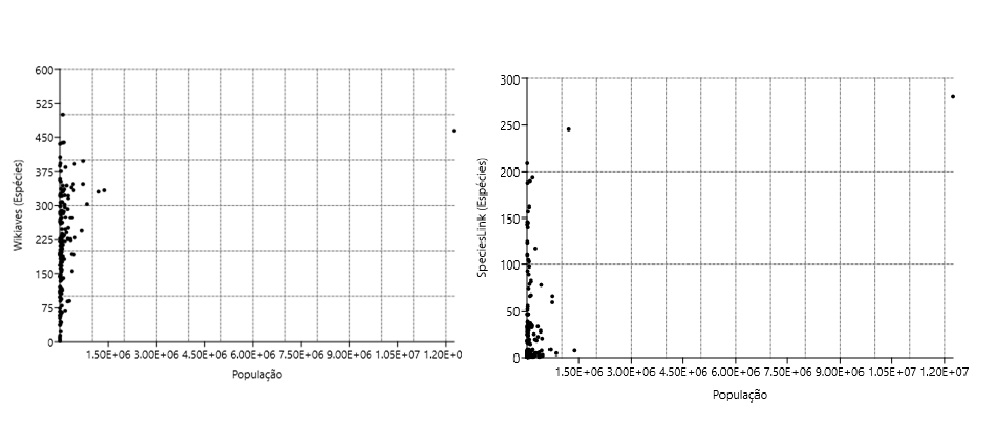 600
525
450
375
300
225
150
75
0
Wikiaves (Espécies)
1.50E+06 3.00E+06 4.50E+06 6.00E+06 7.50E+06 9.00E+06 1.05E+07 1.20E+0
População
300
250
200
150
100
50
0
SpeciesLink (Espécies)
1.50E+06 3.00E+06 4.50E+06 6.00E+06 7.50E+06 9.00E+06 1.05E+07 1.20E+07
População